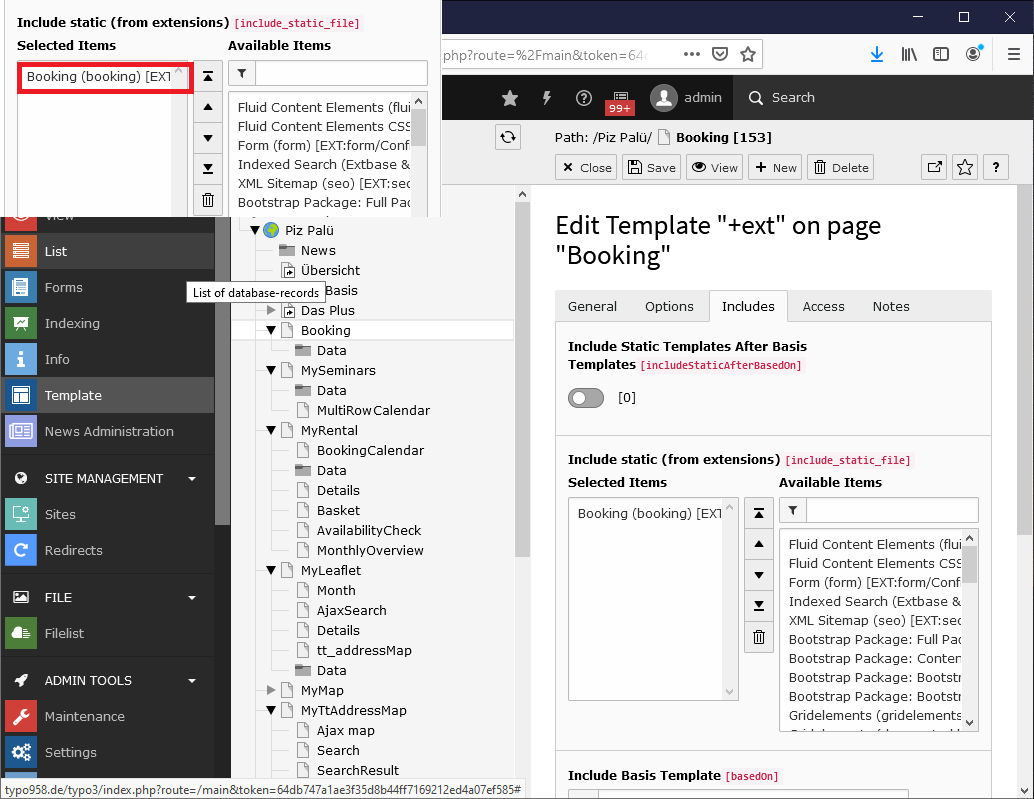 Include static (from extensions) [include_static_file]
Selected Items
Available Items
Booking (booking) [EXT
Fluid Content Elements (flui
Fluid Content Elements CSS
Form (form) [EXT:form/Conf
Indexed Search (Extbase &
XML Sitemap (seo) [EXT:seo
Bootstrap Package: Full Pac
php?route=%2Fmain&token=64d
99+
admin
Search
Path: /Piz Palü/ Booking [153]
Close
Save
View
New
Delete
?
View
List
Forms
Indexing
Info
Template
News Administration
SITE MANAGEMENT
Sites
Redirects
FILE
Filelist
ADMIN TOOLS
Maintenance
Settings
List of database-records
Piz Palü
News
Übersicht
Basis
Das Plus
Booking
Data
MySeminars
Data
MultiRowCalendar
MyRental
BookingCalendar
Data
Details
Basket
AvailabilityCheck
MonthlyOverview
MyLeaflet
Month
AjaxSearch
Details
tt_addressMap
Data
MyMap
MyTtAddressMap
Ajax map
Search
SearchResult
Edit Template "+ext" on page
"Booking"
General
Options
Includes
Access
Notes
Include Static Templates After Basis
Templates [includeStaticAfterBasedOn]
[0]
Include static (from extensions) [include_static_file]
Selected Items
Available Items
Booking (booking) [EXT
Fluid Content Elements (flui
Fluid Content Elements CSS
Form (form) [EXT:form/Conf
Indexed Search (Extbase &
XML Sitemap (seo) [EXT:seo
Bootstrap Package: Full Pac
Bootstrap Package: Conten
Bootstrap Package: Bootstr
Bootstrap Package: Bootstr
Gridelements (gridelements
Include Basis Template [basedOn]
typo958.de/typo3/index.php?route=/main&token=64db747a1ae3f35d8b44ff7169212ed4a07ef585#